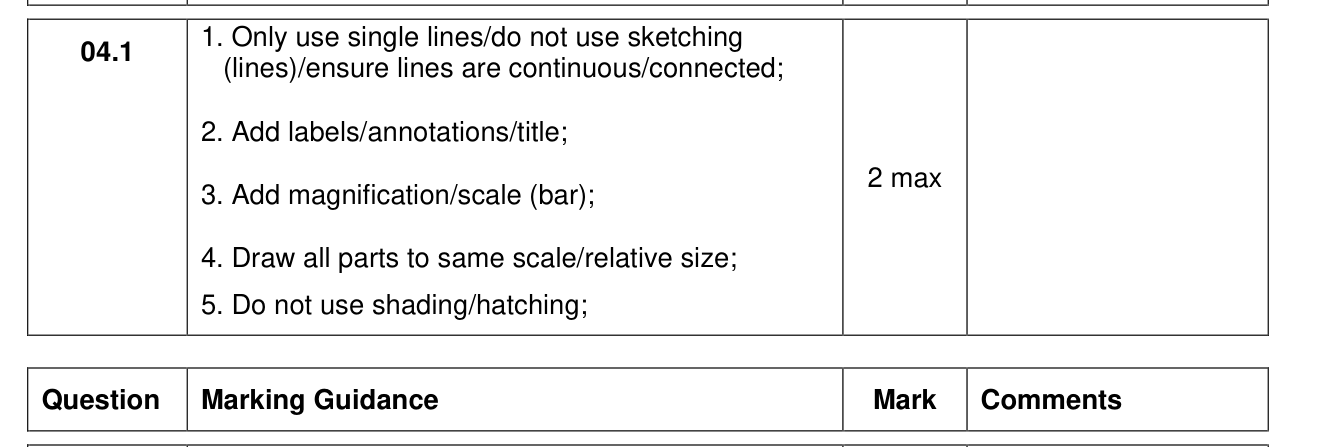 04.1
1. Only use single lines/do not use sketching
(lines)/ensure lines are continuous/connected;
2. Add labels/annotations/title;
3. Add magnification/scale (bar);
2 max
4. Draw all parts to same scale/relative size;
5. Do not use shading/hatching;
Question Marking Guidance Mark Comments